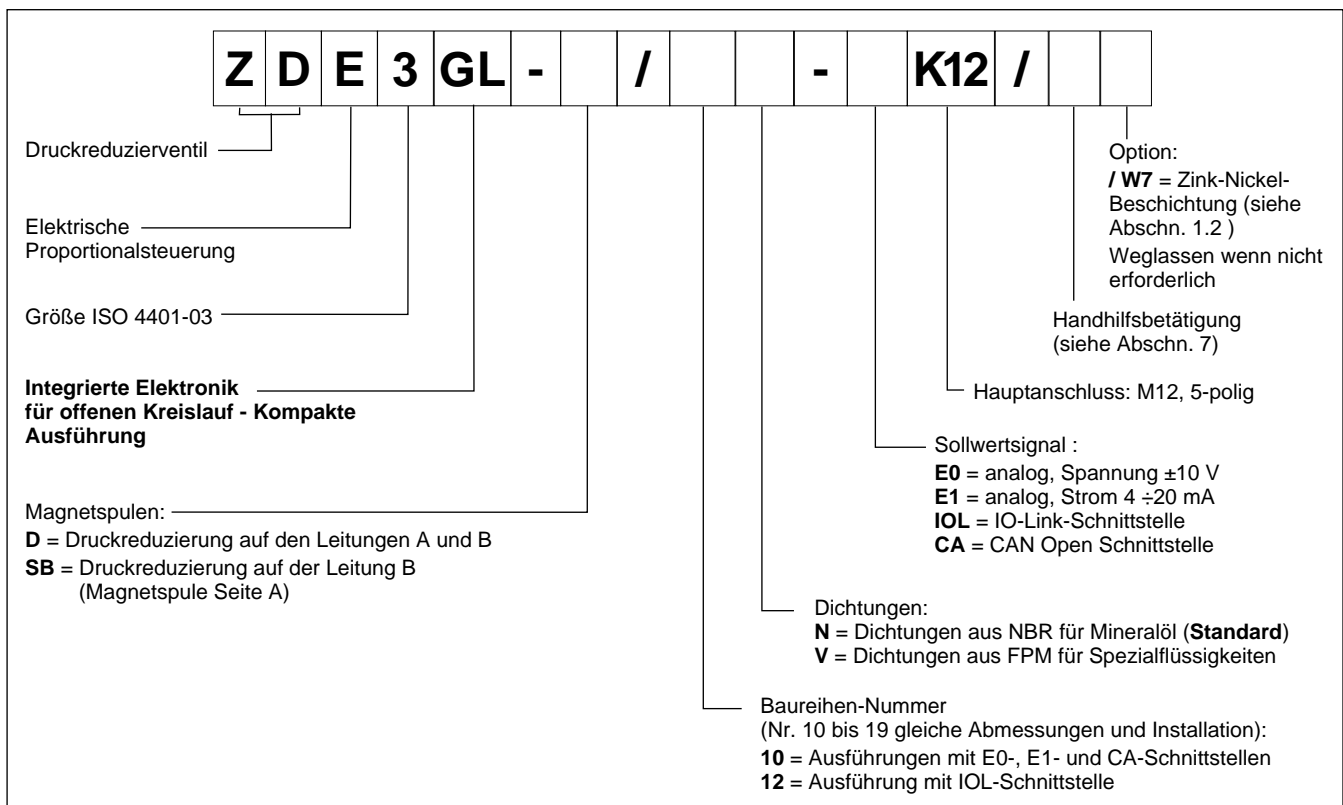 Z D E 3 GL - / - K12 /
Druckreduzierventil
Elektrische
Proportionalsteuerung
Größe ISO 4401-03
Integrierte Elektronik
für offenen Kreislauf - Kompakte
Ausführung
Magnetspulen:
D = Druckreduzierung auf den Leitungen A und B
SB = Druckreduzierung auf der Leitung B
(Magnetspule Seite A)
Option:
/ W7 = Zink-Nickel-
Beschichtung (siehe
Abschn. 1.2 )
Weglassen wenn nicht
erforderlich
Handhilfsbetätigung
(siehe Abschn. 7)
Hauptanschluss: M12, 5-polig
Sollwertsignal :
E0 = analog, Spannung ±10 V
E1 = analog, Strom 4 ÷20 mA
IOL = IO-Link-Schnittstelle
CA = CAN Open Schnittstelle
Dichtungen:
N = Dichtungen aus NBR für Mineralöl (Standard)
V = Dichtungen aus FPM für Spezialflüssigkeiten
Baureihen-Nummer
(Nr. 10 bis 19 gleiche Abmessungen und Installation):
10 = Ausführungen mit E0-, E1- und CA-Schnittstellen
12 = Ausführung mit IOL-Schnittstelle